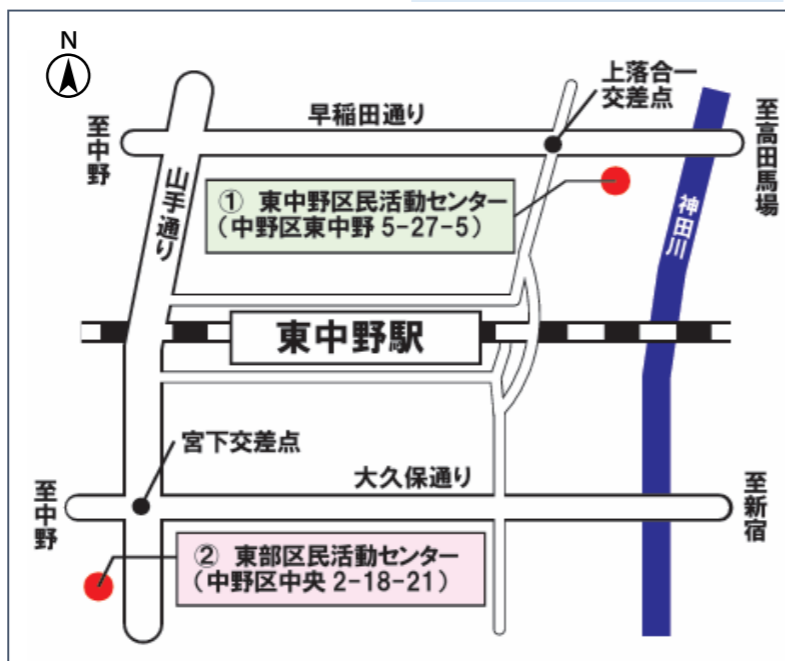 N
上落合一
交差点
早稲田通り
至中野
至高田馬場
山手通り
① 東中野区民活動センター
（中野区東中野 5-27-5）
神田川
東中野駅
宮下交差点
大久保通り
至中野
至新宿
② 東部区民活動センター
（中野区中央 2-18-21）